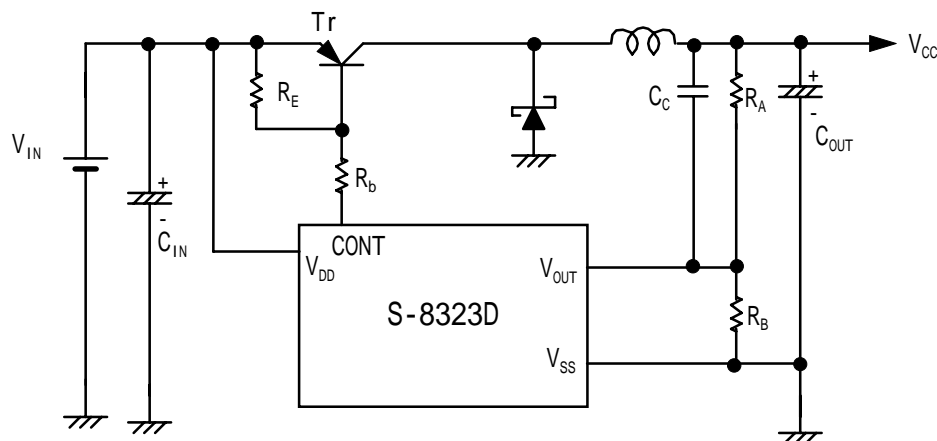 Tr
V_CC
R_E
C_C
R_A
+
-
C_OUT
V_IN
+
-
C_IN
R_b
CONT
V_DD
V_OUT
S-8323D
R_B
V_SS